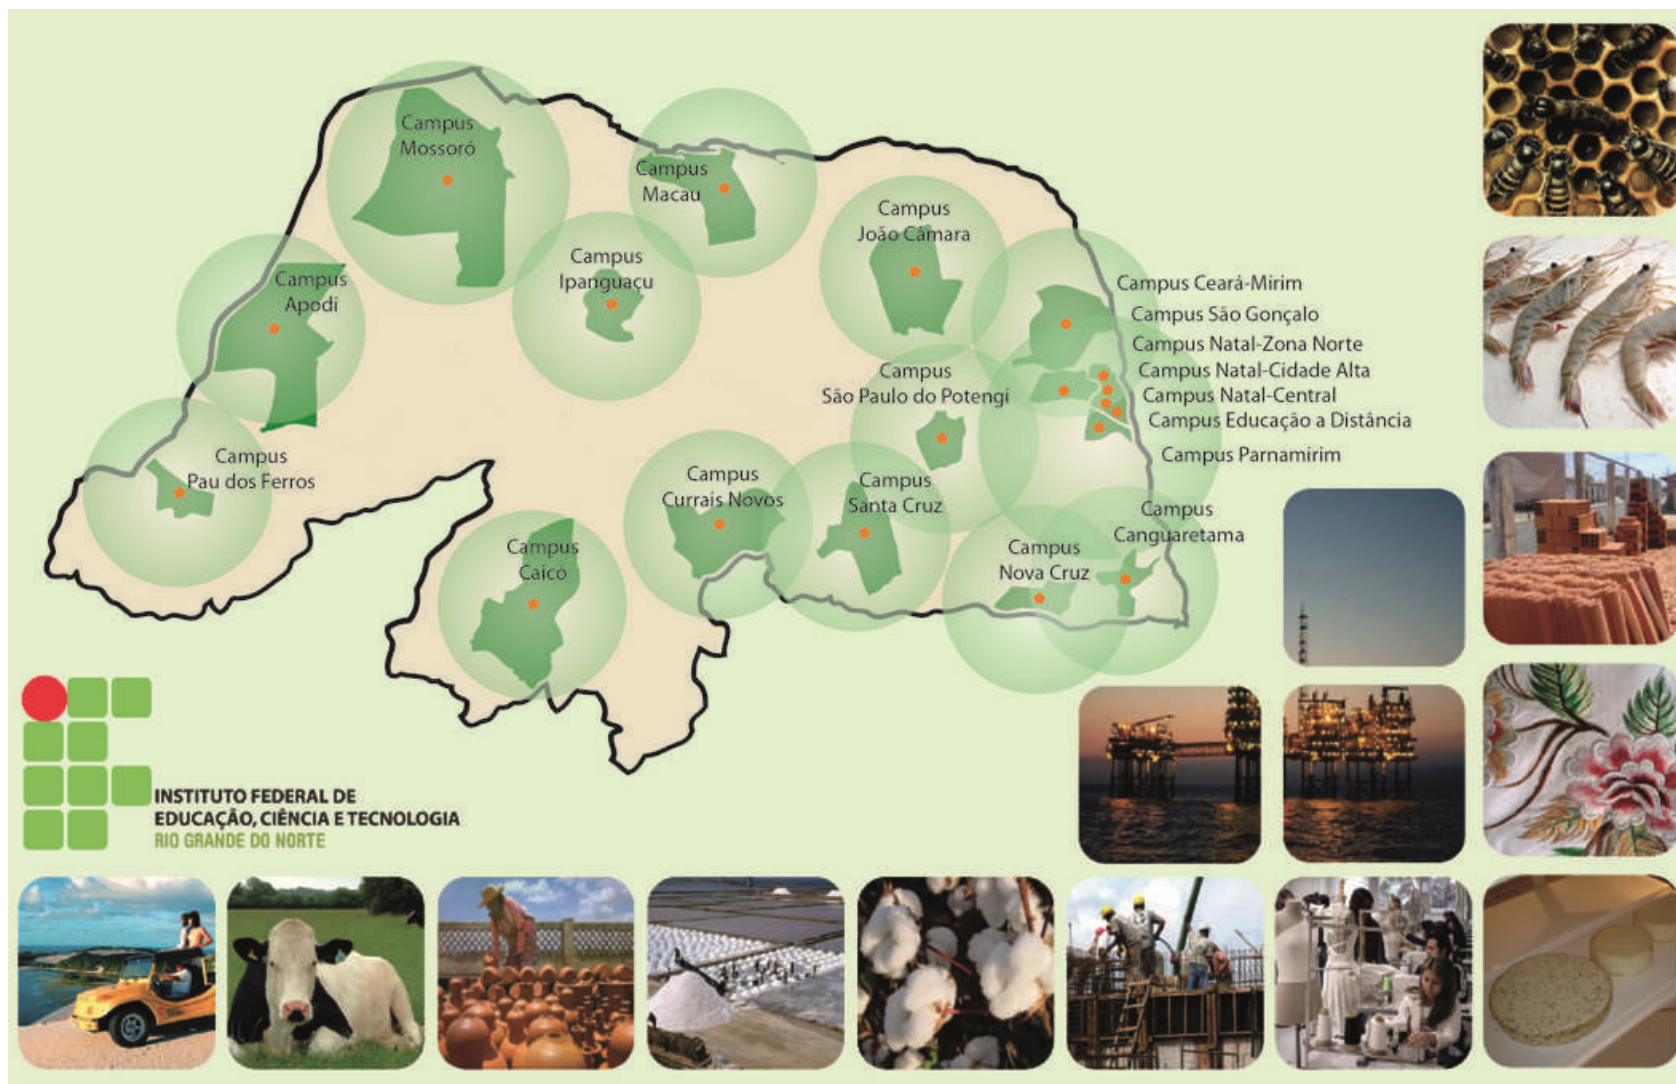 Campus
Mossoró
Campus
Macau
Campus
João Câmara
Campus
Ipanguaçu
Campus
Apodi
Campus Ceará-Mirim
Campus São Gonçalo
Campus Natal-Zona Norte
Campus Natal-Cidade Alta
Campus Natal-Central
Campus Educação a Distância
Campus Parnamirim
Campus
São Paulo do Potengi
Campus
Pau dos Ferros
Campus
Currais Novos
Campus
Santa Cruz
Campus
Canguaretama
Campus
Nova Cruz
Campus
Caicó
INSTITUTO FEDERAL DE
EDUCAÇÃO, CIÊNCIA E TECNOLOGIA
RIO GRANDE DO NORTE